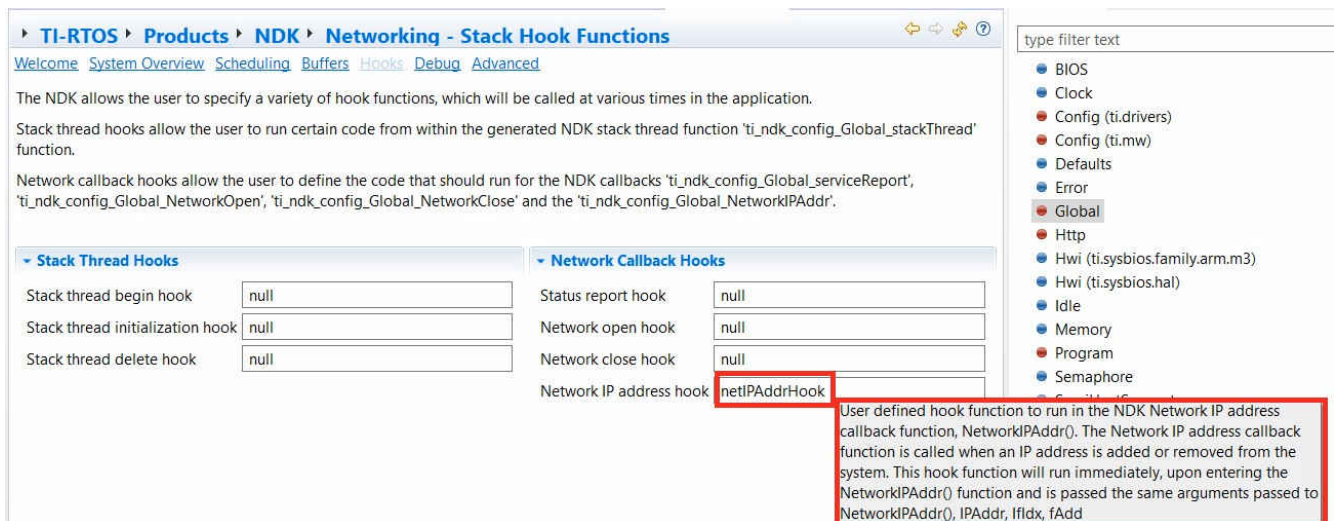 TI-RTOS Products NDK Networking - Stack Hook Functions
Welcome System Overview Scheduling Buffers Hooks Debug Advanced
The NDK allows the user to specify a variety of hook functions, which will be called at various times in the application.
Stack thread hooks allow the user to run certain code from within the generated NDK stack thread function 'ti_ndk_config_Global_stackThread'
function.
Network callback hooks allow the user to define the code that should run for the NDK callbacks 'ti_ndk_config_Global_serviceReport',
'ti_ndk_config_Global_NetworkOpen', 'ti_ndk_config_Global_NetworkClose' and the 'ti_ndk_config_Global_NetworkIPAddr'.
Stack Thread Hooks
Stack thread begin hook null
Stack thread initialization hook null
Stack thread delete hook null
Network Callback Hooks
Status report hook null
Network open hook null
Network close hook null
Network IP address hook netIPAddrHook
User defined hook function to run in the NDK Network IP address
callback function, NetworkIPAddr(). The Network IP address callback
function is called when an IP address is added or removed from the
system. This hook function will run immediately, upon entering the
NetworkIPAddr() function and is passed the same arguments passed to
NetworkIPAddr(), IPAddr, IfIdx, fAdd
type filter text
BIOS
Clock
Config (ti.drivers)
Config (ti.mw)
Defaults
Error
Global
Http
Hwi (ti.sysbios.family.arm.m3)
Hwi (ti.sysbios.hal)
Idle
Memory
Program
Semaphore